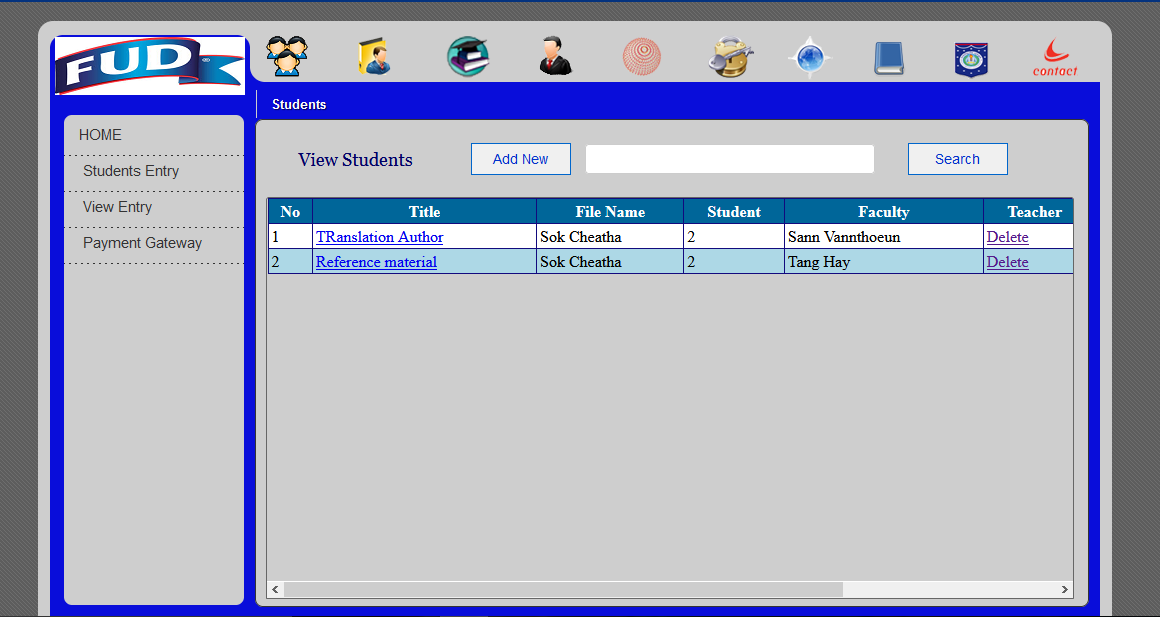 FUD
contact
Students
HOME
Students Entry
View Entry
Payment Gateway
View Students
Add New
Search
No Title File Name Student Faculty Teacher
1 TRanslation Author Sok Cheatha 2 Sann Vannthoeun Delete
2 Reference material Sok Cheatha 2 Tang Hay Delete